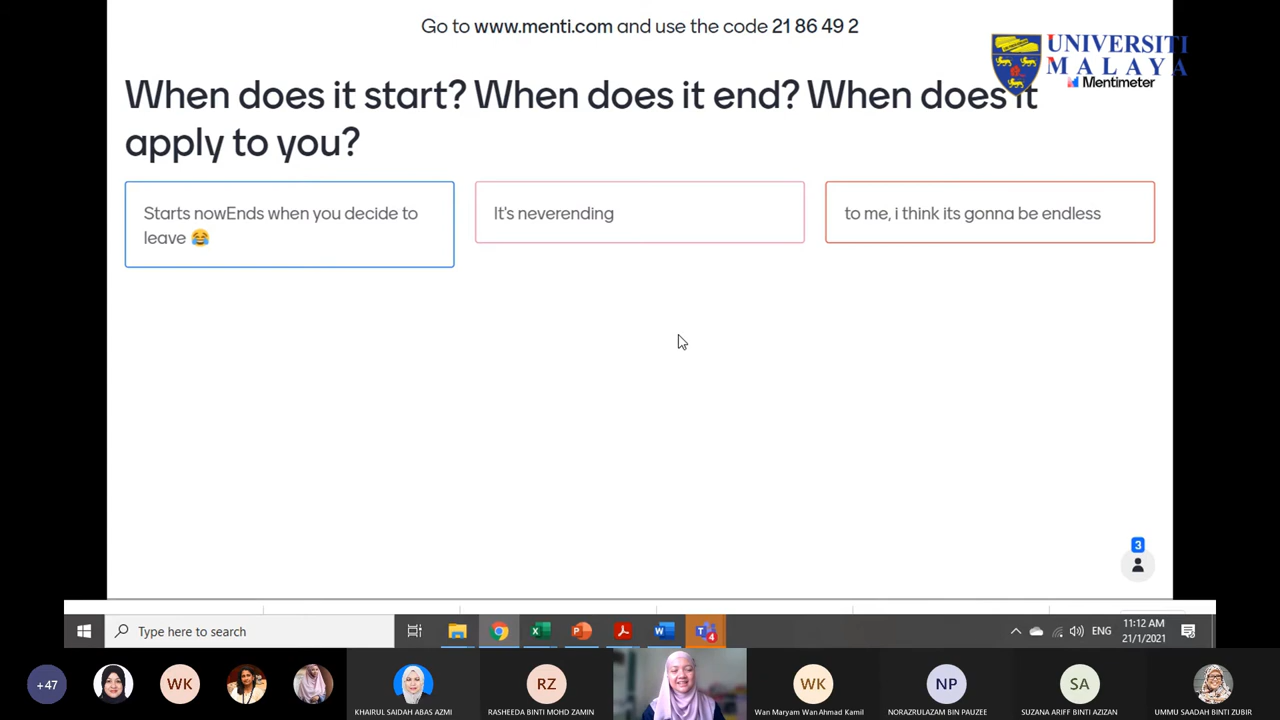 Go to www.menti.com and use the code 21 86 49 2
UNIVERSITI
MALAYA
Mentimeter
When does it start? When does it end? When does it
apply to you?
Starts nowEnds when you decide to
leave 😂
It's neverending
to me, i think its gonna be endless
3
Type here to search
4
ENG
11:12 AM
21/1/2021
+47
WK
KHAIRUL SAIDAH ABAS AZMI
RZ
RASHEEDA BINTI MOHD ZAMIN
WK
Wan Maryam Wan Ahmad Kamil
NP
NORAZRULAZAM BIN PAUZEE
SA
SUZANA ARIFF BINTI AZIZAN
UMMU SAADAH BINTI ZUBIR